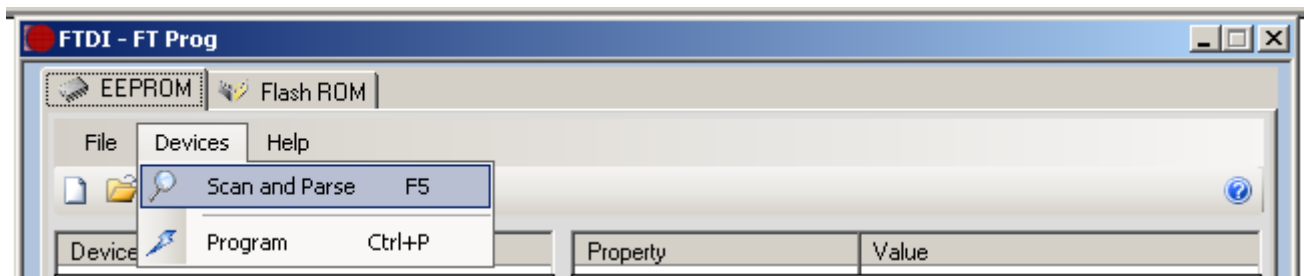 FTDI - FT Prog
EEPROM Flash ROM
File Devices Help
Scan and Parse F5
Program Ctrl+P
Device Property Value